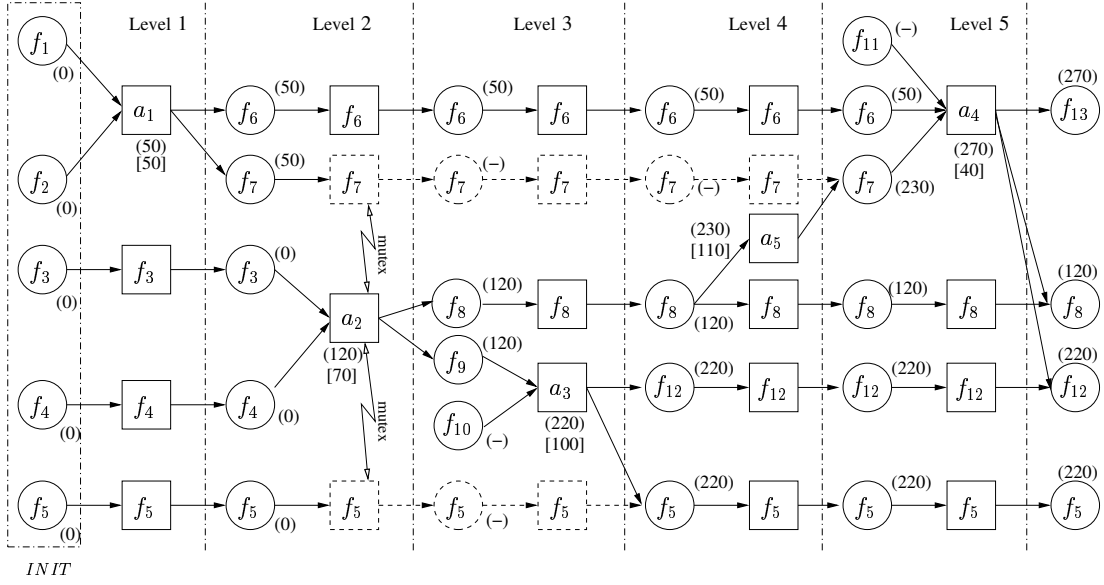 Level 1 Level 2 Level 3 Level 4 Level 5
f1 (0) f11 (−)
a1 (50) [50] f6 (50) f6 f6 (50) f6 f6 (50) f6 f6 (50) a4 (270) [40] (270) f13
f2 (0) f7 (50) f7 f7 (−) f7 f7 (−) f7 f7 (230)
mutex (230) [110] a5
f3 (0) f3 f3 (0)
a2 (120) [70] f8 (120) f8 f8 (120) f8 f8 (120) f8 (120) f8
f9 (120)
f4 (0) f4 f4 (0) a3 (220) [100] f12 (220) f12 f12 (220) f12 (220) f12
mutex f10 (−)
f5 (0) f5 f5 (0) f5 f5 (−) f5 f5 (220) f5 f5 (220) f5 (220) f5
INIT